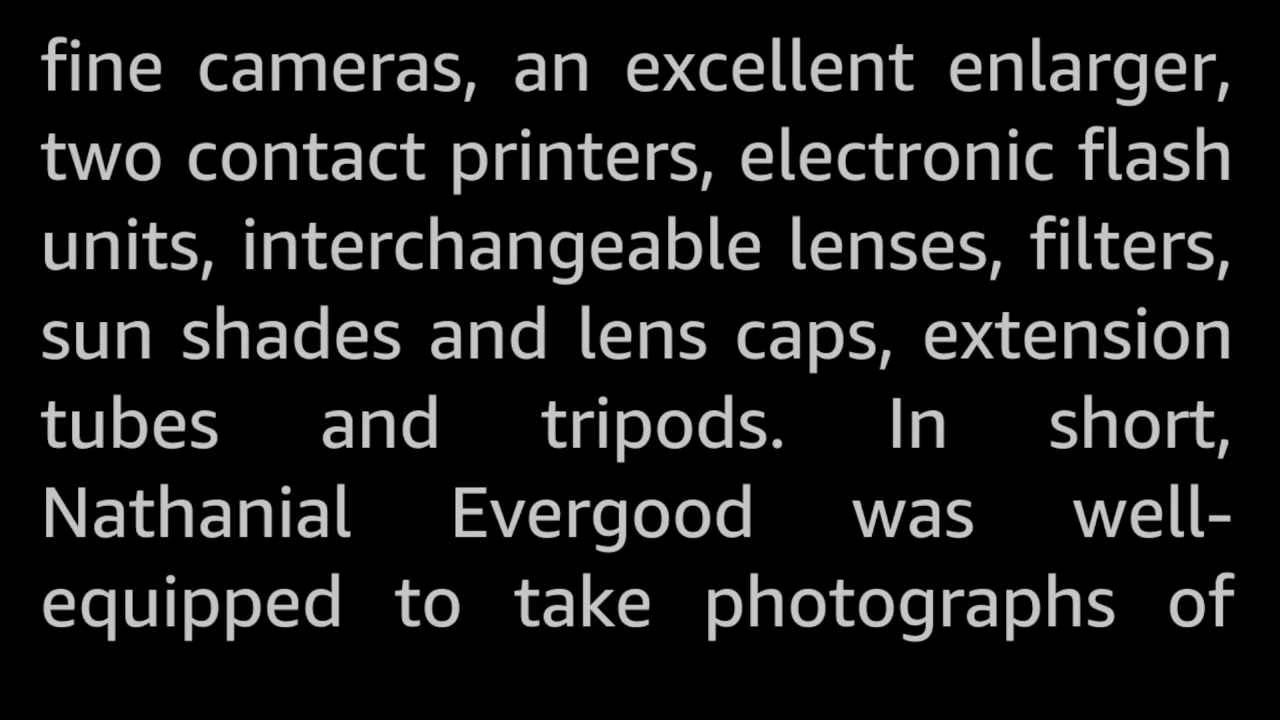 fine cameras, an excellent enlarger,
two contact printers, electronic flash
units, interchangeable lenses, filters,
sun shades and lens caps, extension
tubes and tripods. In short,
Nathanial Evergood was well-
equipped to take photographs of